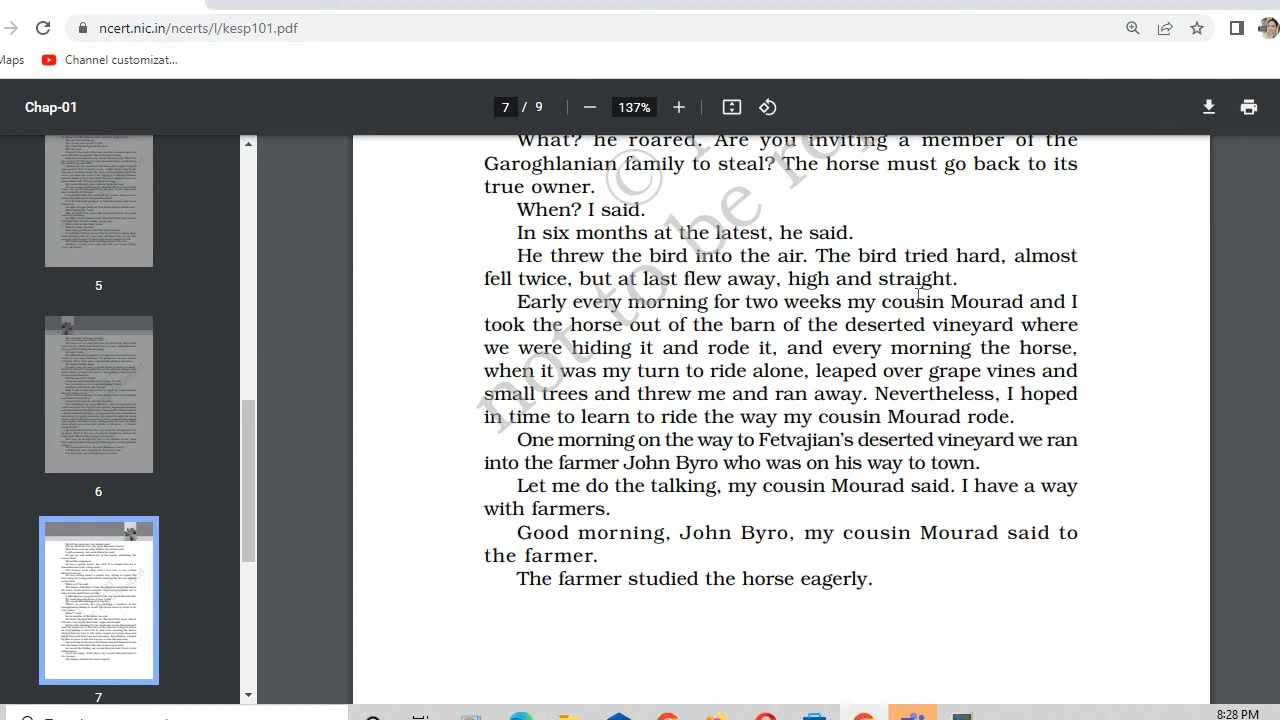 ncert.nic.in/ncerts/l/kesp101.pdf
Maps
Channel customizat...
Chap-01
7 / 9
137%
What? he roared. Are you inviting a member of the
Garoghlanian family to steal? The horse must go back to its
true owner.
When? I said.
In six months at the latest, he said.
He threw the bird into the air. The bird tried hard, almost
fell twice, but at last flew away, high and straight.
Early every morning for two weeks my cousin Mourad and I
took the horse out of the barn of the deserted vineyard where
we were hiding it and rode it, and every morning the horse,
when it was my turn to ride alone, leaped over grape vines and
small trees and threw me and ran away. Nevertheless, I hoped
in time to learn to ride the way my cousin Mourad rode.
One morning on the way to Fetvajian's deserted vineyard we ran
into the farmer John Byro who was on his way to town.
Let me do the talking, my cousin Mourad said. I have a way
with farmers.
Good morning, John Byro, my cousin Mourad said to
the farmer.
The farmer studied the horse eagerly.
©
not to be re
5
6
7
8:28 PM